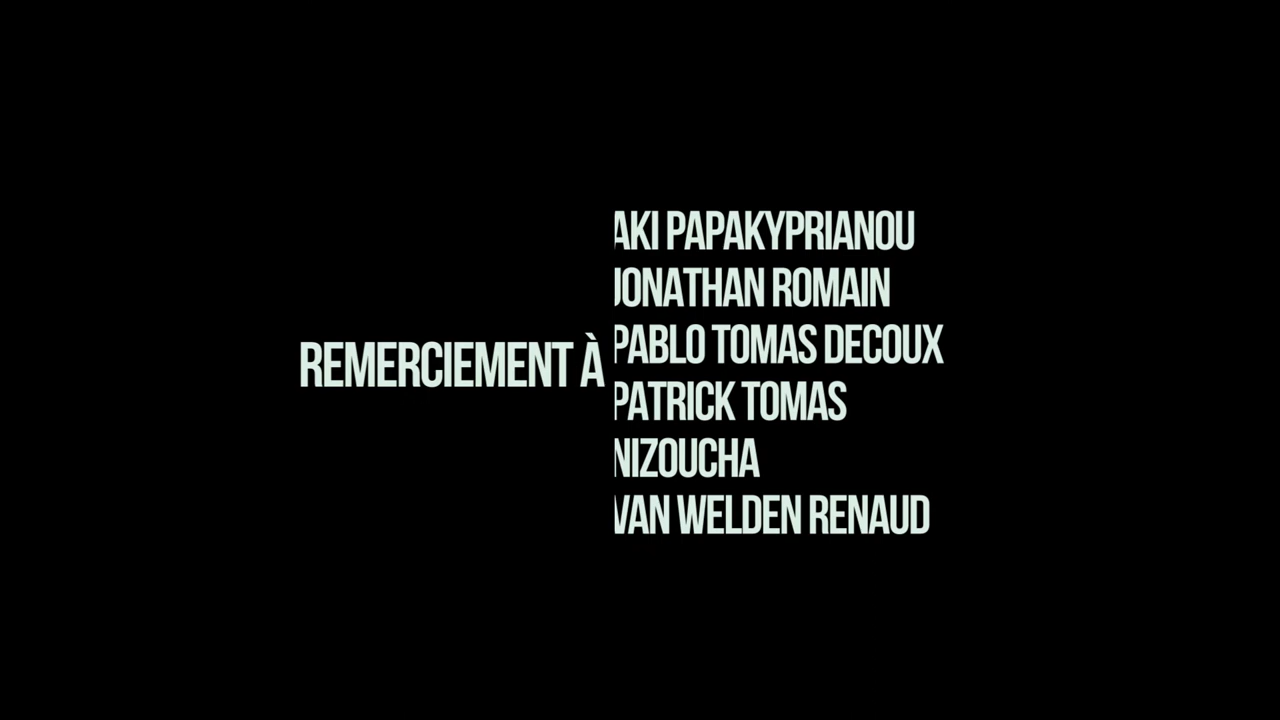 REMERCIEMENT À
AKI PAPAKYPRIANOU
JONATHAN ROMAIN
PABLO TOMAS DECOUX
PATRICK TOMAS
NIZOUCHA
VAN WELDEN RENAUD